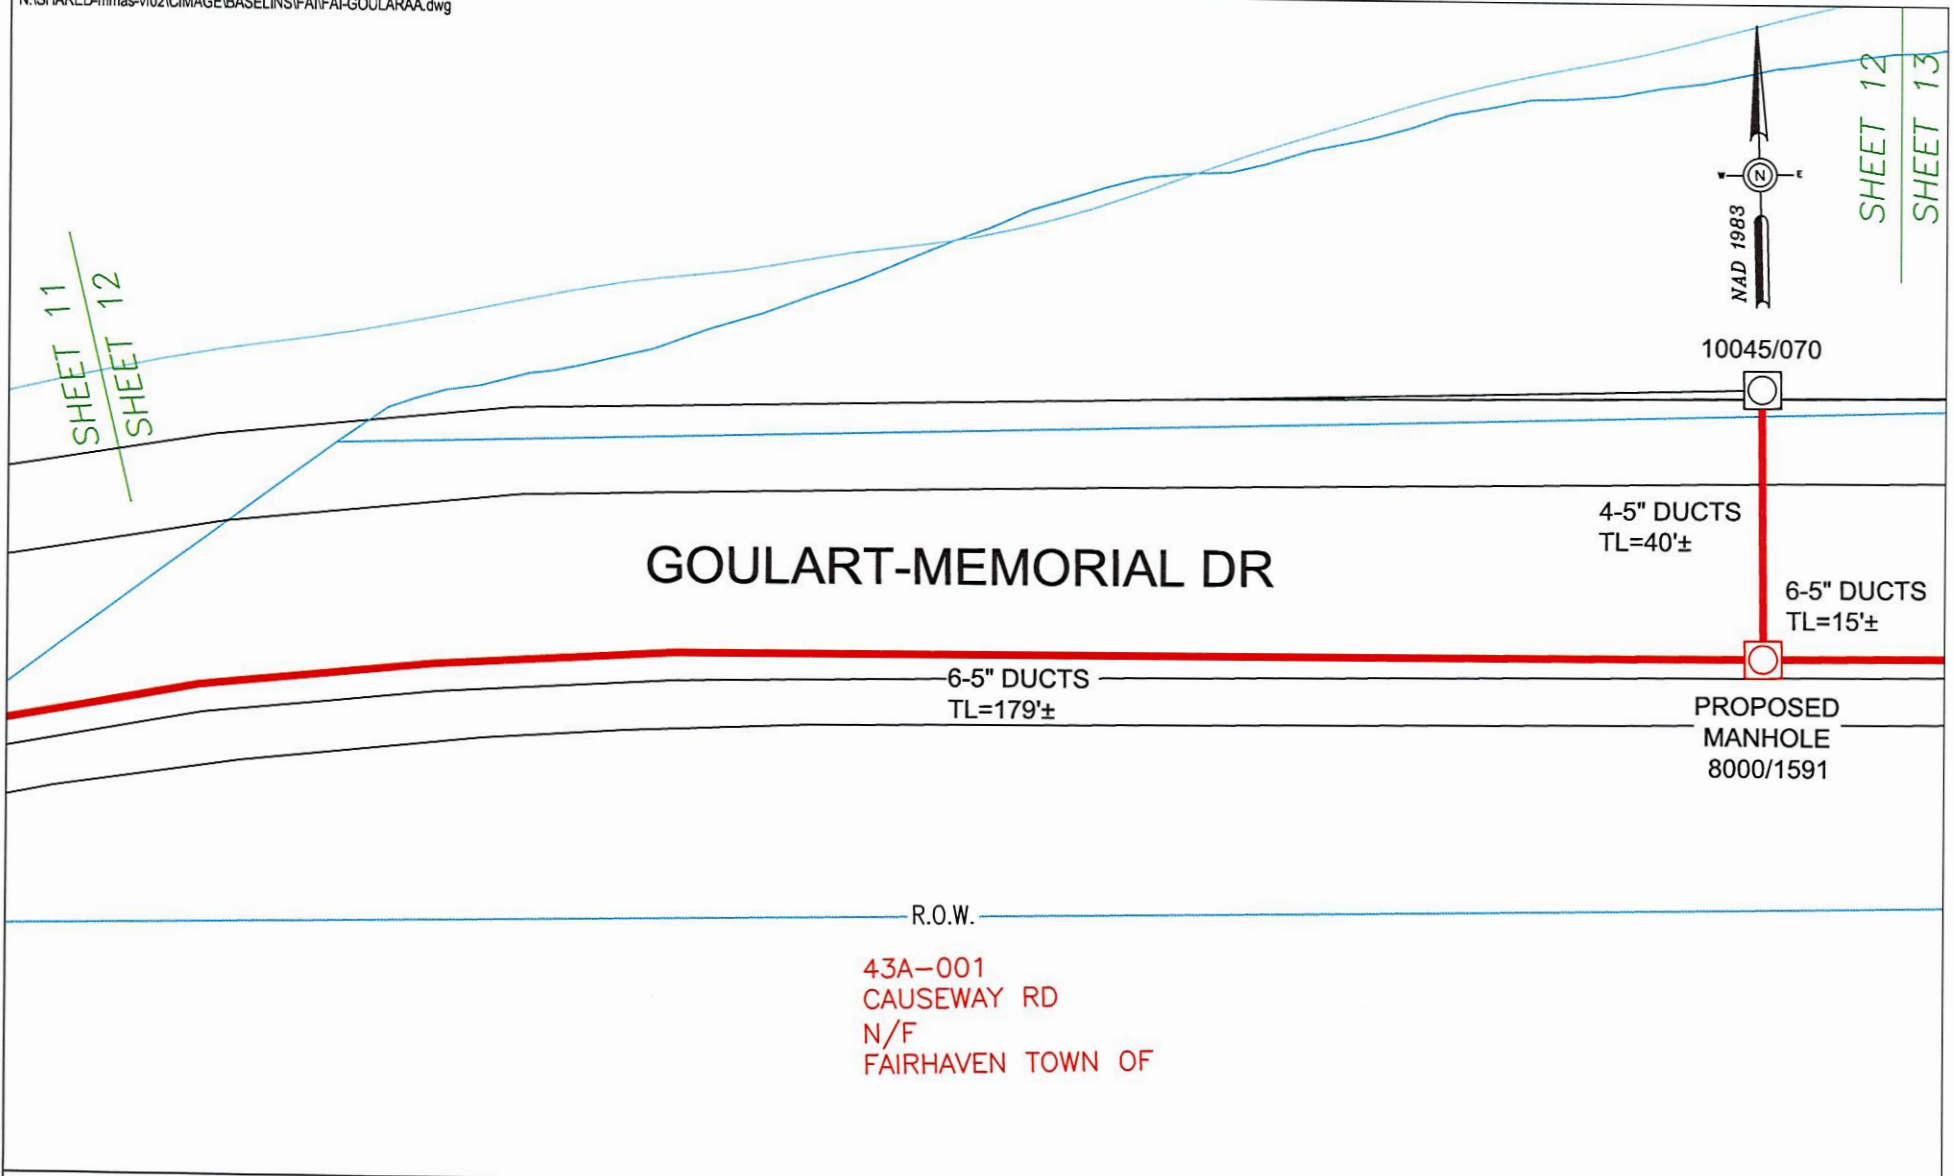 SHEET 11
SHEET 12
SHEET 12
SHEET 13
W
N
E
NAD 1983
10045/070
4-5" DUCTS
TL=40'±
GOULART-MEMORIAL DR
6-5" DUCTS
TL=15'±
6-5" DUCTS
TL=179'±
PROPOSED
MANHOLE
8000/1591
R.O.W.
43A-001
CAUSEWAY RD
N/F
FAIRHAVEN TOWN OF